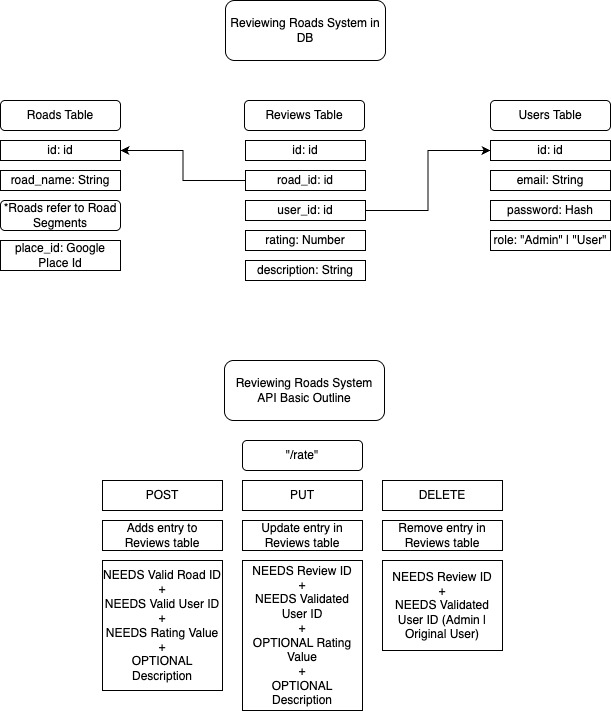 Reviewing Roads System in
DB
Roads Table
id: id
road_name: String
*Roads refer to Road
Segments
place_id: Google
Place Id
Reviews Table
id: id
road_id: id
user_id: id
rating: Number
description: String
Users Table
id: id
email: String
password: Hash
role: "Admin" | "User"
Reviewing Roads System
API Basic Outline
"/rate"
POST
Adds entry to
Reviews table
NEEDS Valid Road ID
+
NEEDS Valid User ID
+
NEEDS Rating Value
+
OPTIONAL
Description
PUT
Update entry in
Reviews table
NEEDS Review ID
+
NEEDS Validated
User ID
+
OPTIONAL Rating
Value
+
OPTIONAL
Description
DELETE
Remove entry in
Reviews table
NEEDS Review ID
+
NEEDS Validated
User ID (Admin |
Original User)